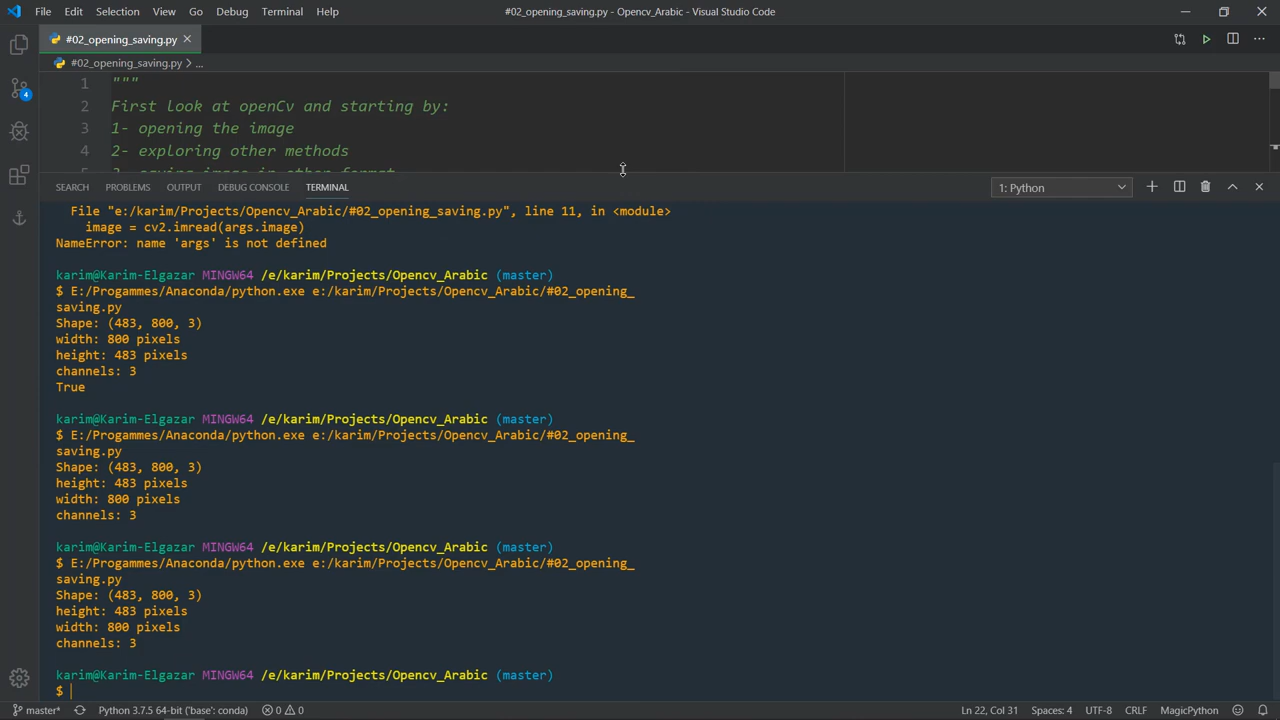 File Edit Selection View Go Debug Terminal Help #02_opening_saving.py - Opencv_Arabic - Visual Studio Code
#02_opening_saving.py
#02_opening_saving.py > ...
1 """
2 First look at openCv and starting by:
3 1- opening the image
4 2- exploring other methods
5 3- saving image in other format
SEARCH PROBLEMS OUTPUT DEBUG CONSOLE TERMINAL 1: Python
File "e:/karim/Projects/Opencv_Arabic/#02_opening_saving.py", line 11, in <module>
image = cv2.imread(args.image)
NameError: name 'args' is not defined
karim@Karim-Elgazar MINGW64 /e/karim/Projects/Opencv_Arabic (master)
$ E:/Progammes/Anaconda/python.exe e:/karim/Projects/Opencv_Arabic/#02_opening_
saving.py
Shape: (483, 800, 3)
width: 800 pixels
height: 483 pixels
channels: 3
True
karim@Karim-Elgazar MINGW64 /e/karim/Projects/Opencv_Arabic (master)
$ E:/Progammes/Anaconda/python.exe e:/karim/Projects/Opencv_Arabic/#02_opening_
saving.py
Shape: (483, 800, 3)
height: 483 pixels
width: 800 pixels
channels: 3
karim@Karim-Elgazar MINGW64 /e/karim/Projects/Opencv_Arabic (master)
$ E:/Progammes/Anaconda/python.exe e:/karim/Projects/Opencv_Arabic/#02_opening_
saving.py
Shape: (483, 800, 3)
height: 483 pixels
width: 800 pixels
channels: 3
karim@Karim-Elgazar MINGW64 /e/karim/Projects/Opencv_Arabic (master)
$
4
master* Python 3.7.5 64-bit ('base': conda) 0 0 Ln 22, Col 31 Spaces: 4 UTF-8 CRLF MagicPython